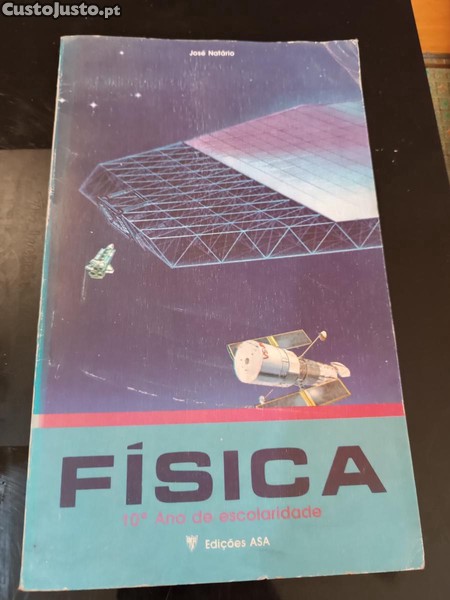 CustoJusto.pt
José Natário
FÍSICA
10º Ano de escolaridade
Edições ASA